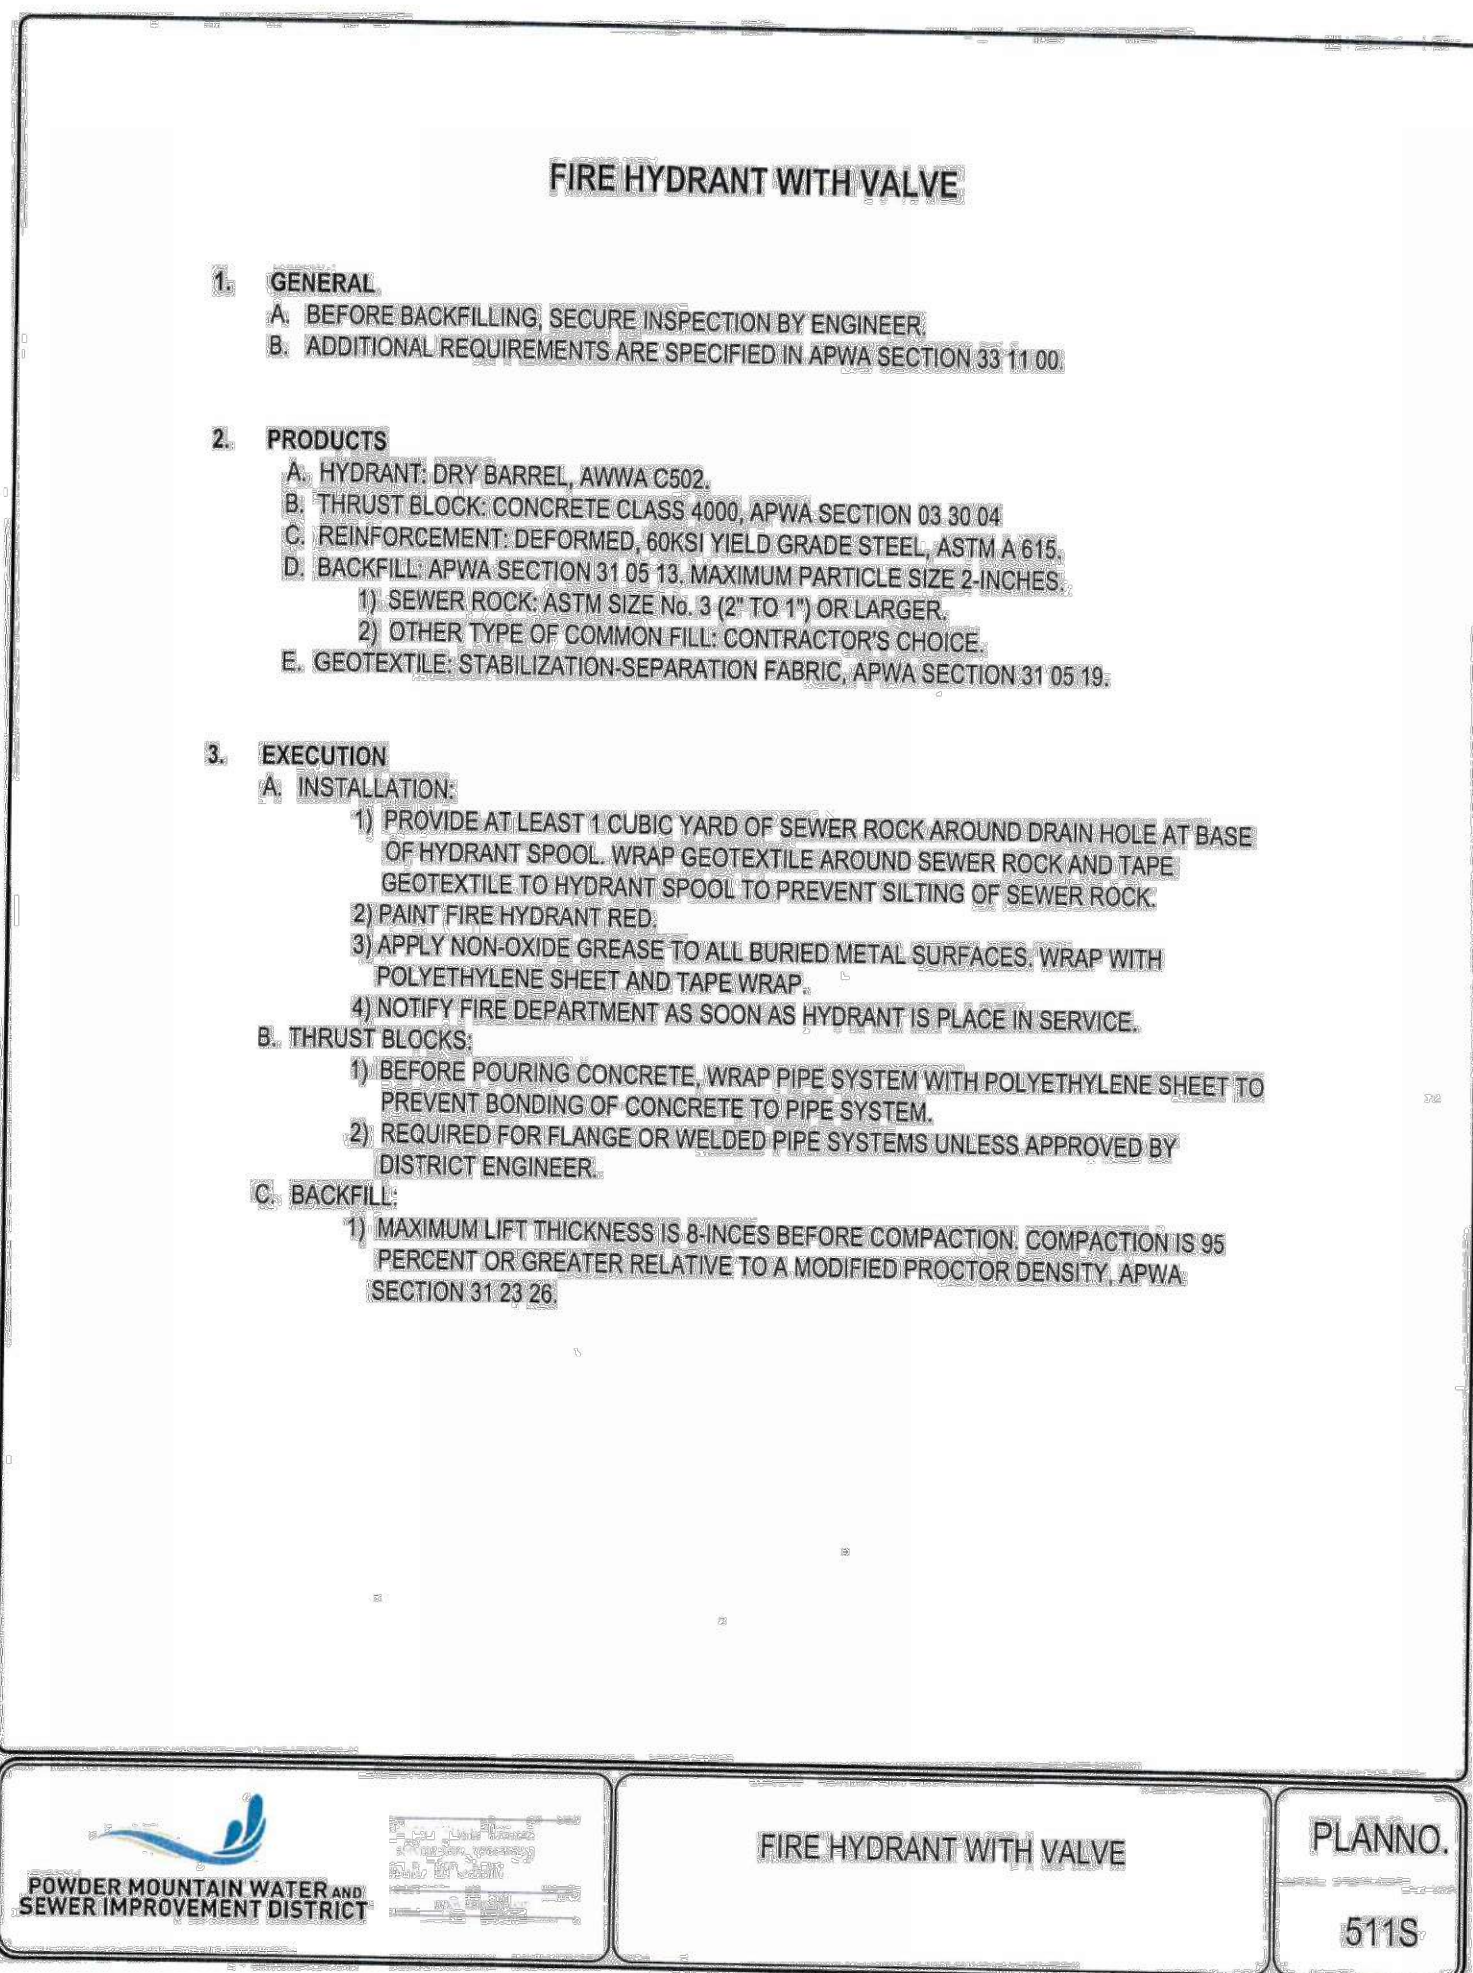 FIRE HYDRANT WITH VALVE
1. GENERAL
A. BEFORE BACKFILLING, SECURE INSPECTION BY ENGINEER.
B. ADDITIONAL REQUIREMENTS ARE SPECIFIED IN APWA SECTION 33 11 00.
2. PRODUCTS
A. HYDRANT: DRY BARREL, AWWA C502.
B. THRUST BLOCK: CONCRETE CLASS 4000, APWA SECTION 03 30 04
C. REINFORCEMENT: DEFORMED, 60KSI YIELD GRADE STEEL, ASTM A 615.
D. BACKFILL: APWA SECTION 31 05 13. MAXIMUM PARTICLE SIZE 2-INCHES.
1) SEWER ROCK: ASTM SIZE No. 3 (2" TO 1") OR LARGER.
2) OTHER TYPE OF COMMON FILL: CONTRACTOR'S CHOICE.
E. GEOTEXTILE: STABILIZATION-SEPARATION FABRIC, APWA SECTION 31 05 19.
3. EXECUTION
A. INSTALLATION:
1) PROVIDE AT LEAST 1 CUBIC YARD OF SEWER ROCK AROUND DRAIN HOLE AT BASE
OF HYDRANT SPOOL. WRAP GEOTEXTILE AROUND SEWER ROCK AND TAPE
GEOTEXTILE TO HYDRANT SPOOL TO PREVENT SILTING OF SEWER ROCK.
2) PAINT FIRE HYDRANT RED.
3) APPLY NON-OXIDE GREASE TO ALL BURIED METAL SURFACES. WRAP WITH
POLYETHYLENE SHEET AND TAPE WRAP.
4) NOTIFY FIRE DEPARTMENT AS SOON AS HYDRANT IS PLACE IN SERVICE.
B. THRUST BLOCKS:
1) BEFORE POURING CONCRETE, WRAP PIPE SYSTEM WITH POLYETHYLENE SHEET TO
PREVENT BONDING OF CONCRETE TO PIPE SYSTEM.
2) REQUIRED FOR FLANGE OR WELDED PIPE SYSTEMS UNLESS APPROVED BY
DISTRICT ENGINEER.
C. BACKFILL:
1) MAXIMUM LIFT THICKNESS IS 8-INCES BEFORE COMPACTION. COMPACTION IS 95
PERCENT OR GREATER RELATIVE TO A MODIFIED PROCTOR DENSITY, APWA
SECTION 31 23 26.
POWDER MOUNTAIN WATER AND
SEWER IMPROVEMENT DISTRICT
FIRE HYDRANT WITH VALVE
PLANNO.
511S